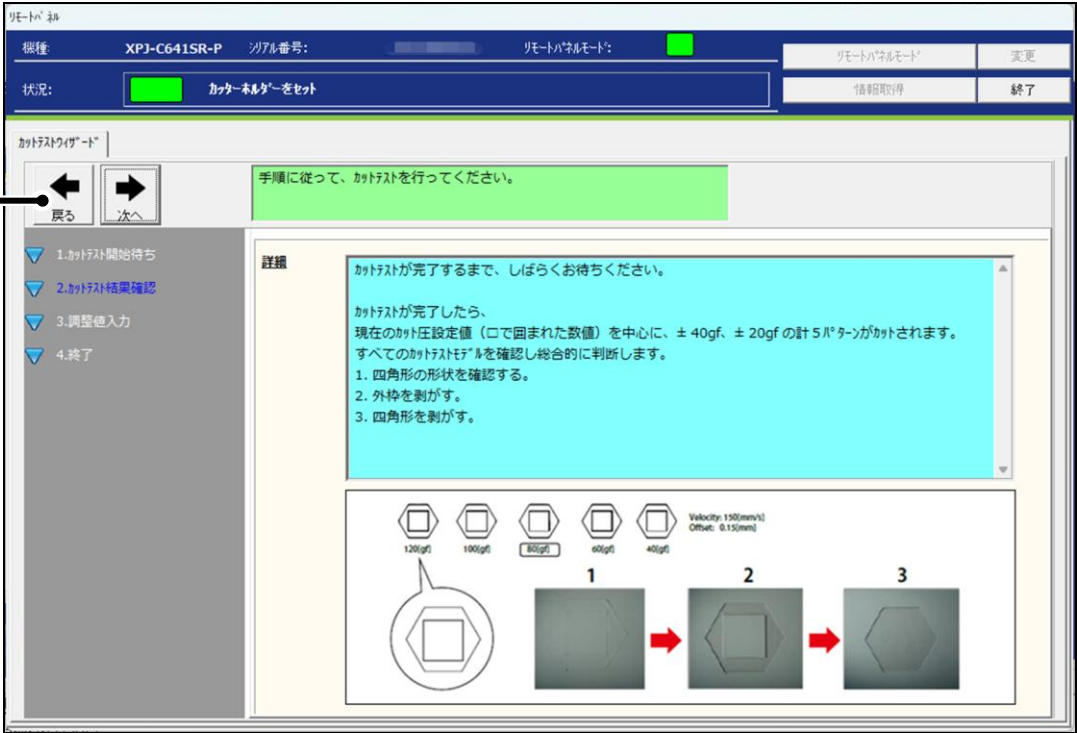 ﾘﾓｰﾄﾊﾟﾈﾙ
機種: XPJ-C641SR-P ｼﾘｱﾙ番号: ﾘﾓｰﾄﾊﾟﾈﾙﾓｰﾄﾞ:
ﾘﾓｰﾄﾊﾟﾈﾙﾓｰﾄﾞ 変更
状況: ｶｯﾀｰﾎﾙﾀﾞｰをｾｯﾄ
情報取得 終了
ｶｯﾄﾃｽﾄｳｨｻﾞｰﾄﾞ
戻る 次へ
手順に従って、ｶｯﾄﾃｽﾄを行ってください。
1.ｶｯﾄﾃｽﾄ開始待ち
2.ｶｯﾄﾃｽﾄ結果確認
3.調整値入力
4.終了
詳細
ｶｯﾄﾃｽﾄが完了するまで、しばらくお待ちください。
ｶｯﾄﾃｽﾄが完了したら、
現在のｶｯﾄ圧設定値（□で囲まれた数値）を中心に、± 40gf、± 20gf の計５ﾊﾟﾀｰﾝがｶｯﾄされます。
すべてのｶｯﾄﾃｽﾄﾓﾃﾞﾙを確認し総合的に判断します。
1. 四角形の形状を確認する。
2. 外枠を剥がす。
3. 四角形を剥がす。
Velocity: 150[mm/s]
Offset: 0.15[mm]
120[gf] 100[gf] 80[gf] 60[gf] 40[gf]
1 2 3